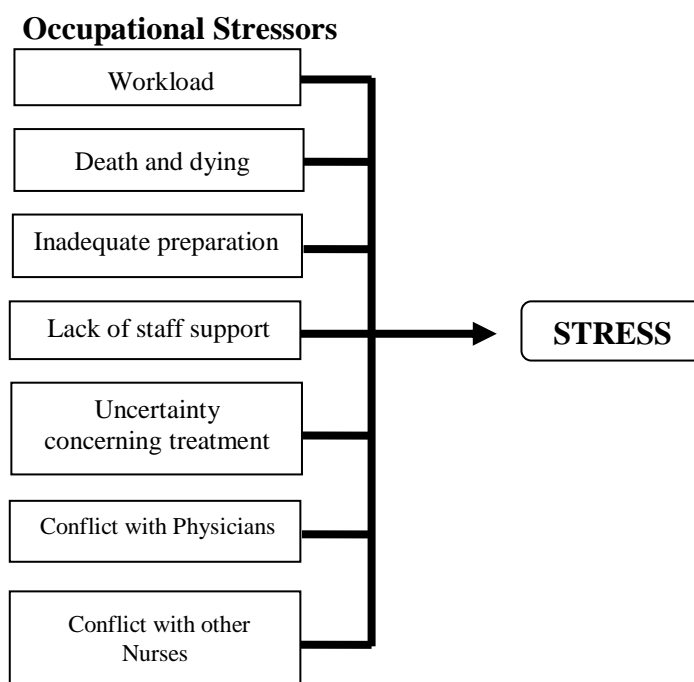 Occupational Stressors
Workload
Death and dying
Inadequate preparation
Lack of staff support
STRESS
Uncertainty
concerning treatment
Conflict with Physicians
Conflict with other
Nurses